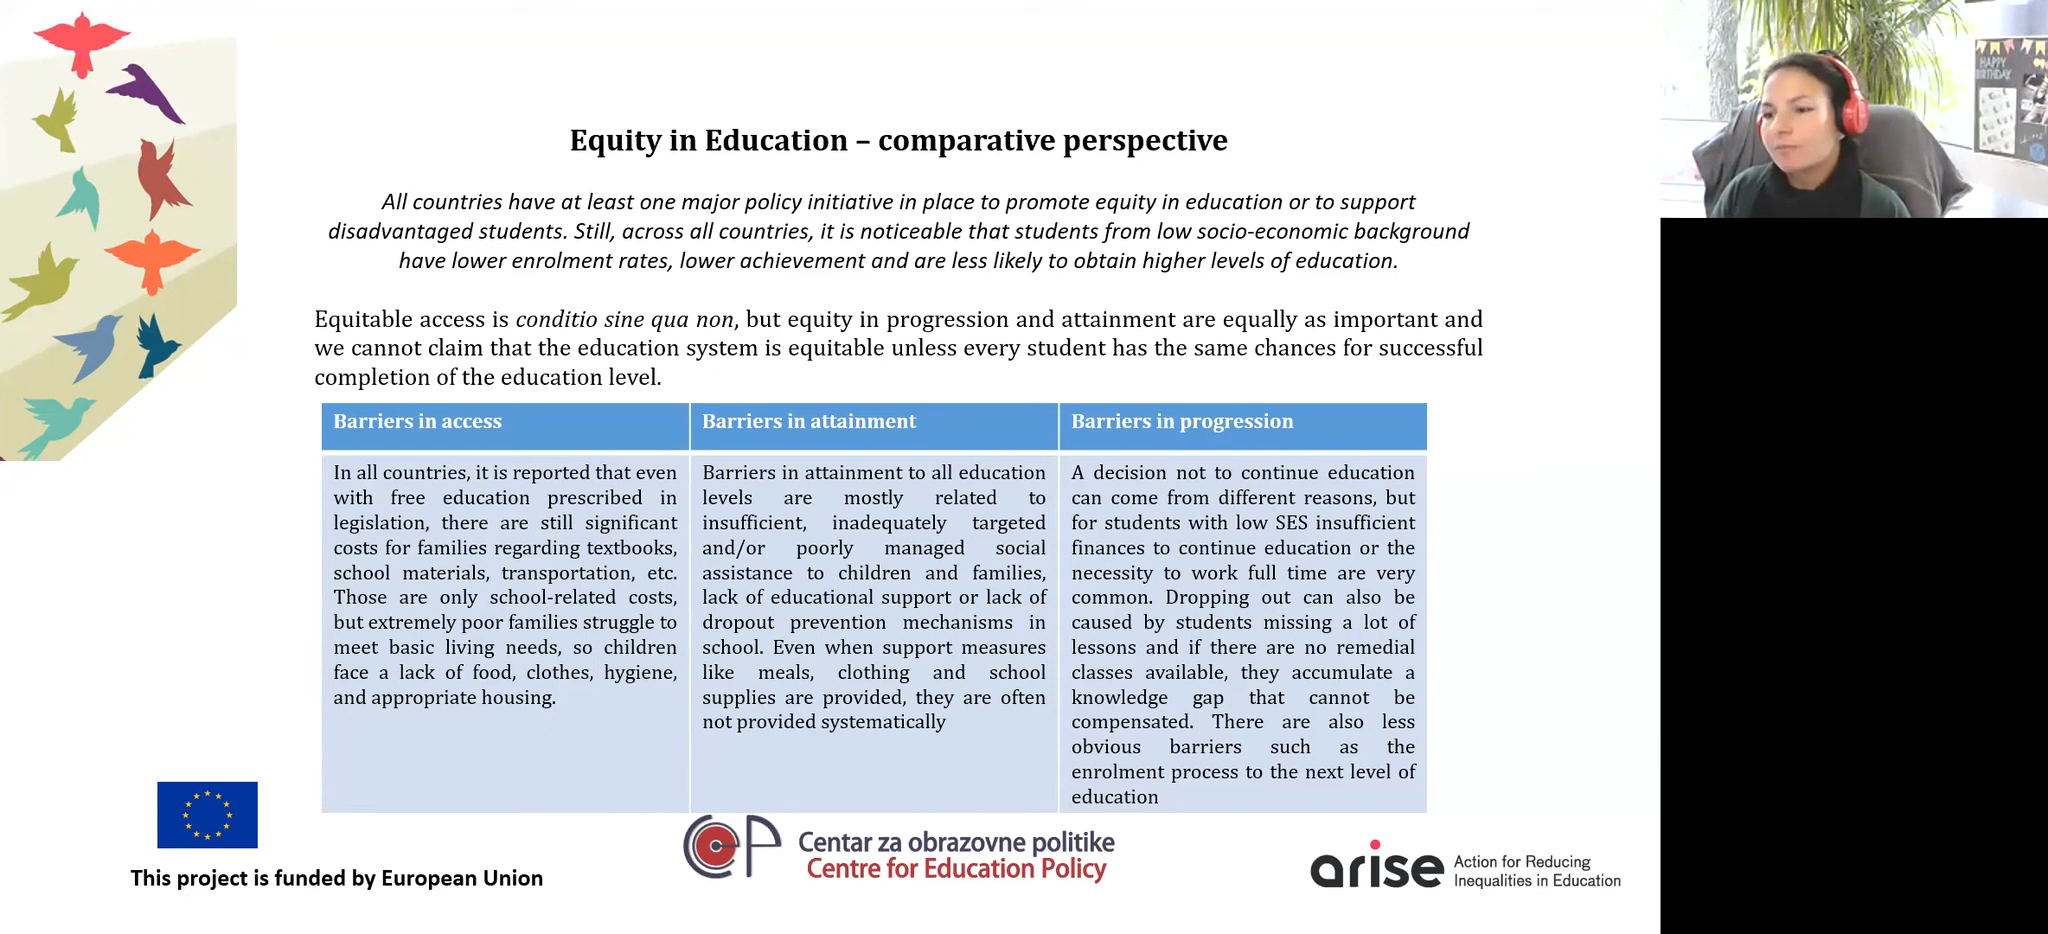 Equity in Education – comparative perspective
All countries have at least one major policy initiative in place to promote equity in education or to support
disadvantaged students. Still, across all countries, it is noticeable that students from low socio-economic background
have lower enrolment rates, lower achievement and are less likely to obtain higher levels of education.
Equitable access is conditio sine qua non, but equity in progression and attainment are equally as important and
we cannot claim that the education system is equitable unless every student has the same chances for successful
completion of the education level.
Barriers in access
In all countries, it is reported that even
with free education prescribed in
legislation, there are still significant
costs for families regarding textbooks,
school materials, transportation, etc.
Those are only school-related costs,
but extremely poor families struggle to
meet basic living needs, so children
face a lack of food, clothes, hygiene,
and appropriate housing.
Barriers in attainment
Barriers in attainment to all education
levels are mostly related to
insufficient, inadequately targeted
and/or poorly managed social
assistance to children and families,
lack of educational support or lack of
dropout prevention mechanisms in
school. Even when support measures
like meals, clothing and school
supplies are provided, they are often
not provided systematically
Barriers in progression
A decision not to continue education
can come from different reasons, but
for students with low SES insufficient
finances to continue education or the
necessity to work full time are very
common. Dropping out can also be
caused by students missing a lot of
lessons and if there are no remedial
classes available, they accumulate a
knowledge gap that cannot be
compensated. There are also less
obvious barriers such as the
enrolment process to the next level of
education
This project is funded by European Union
Centar za obrazovne politike
Centre for Education Policy
arise
Action for Reducing
Inequalities in Education
HAPPY
BIRTHDAY